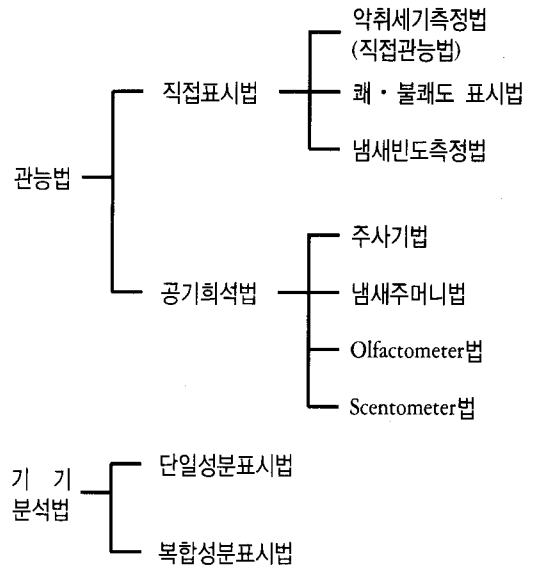 악취세기측정법
(직접관능법)
직접표시법
쾌・불쾌도 표시법
냄새빈도측정법
관능법
주사기법
공기희석법
냄새주머니법
Olfactometer법
Scentometer법
단일성분표시법
기 기
분석법
복합성분표시법